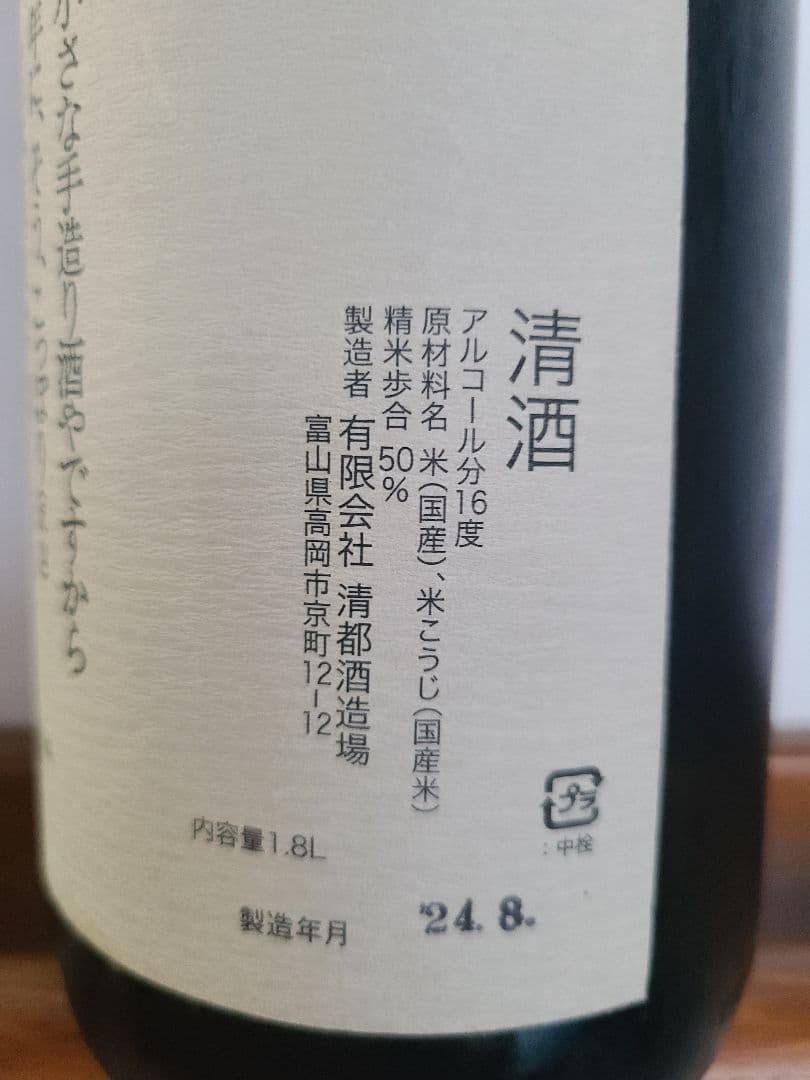 清酒
アルコール分16度
原材料名 米(国産)、米こうじ(国産米)
精米歩合 50%
製造者 有限会社 清都酒造場
富山県高岡市京町12-12
小さな手造り酒やですから
プラ
:中栓
内容量1.8L
製造年月 '24.8.